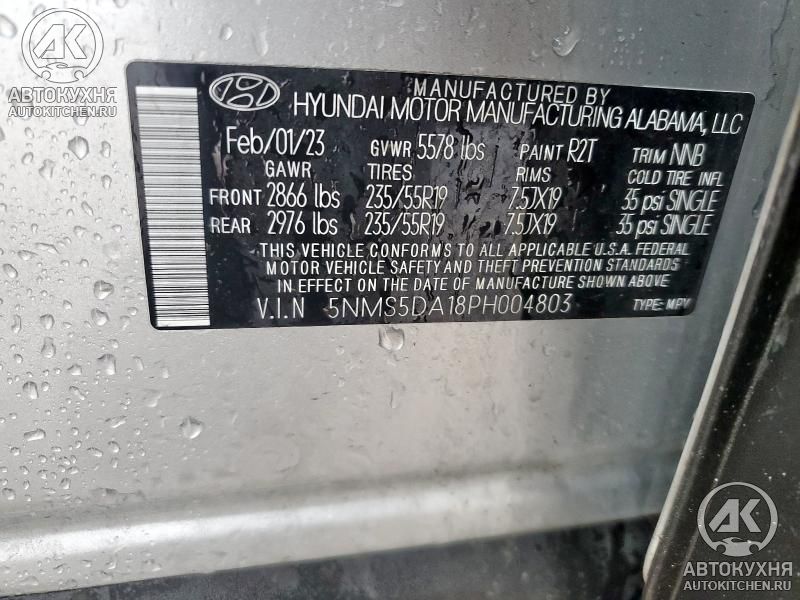 AK
АВТОКУХНЯ
AUTOKITCHEN.RU
MANUFACTURED BY
HYUNDAI MOTOR MANUFACTURING ALABAMA, LLC
Feb/01/23 GVWR 5578 lbs PAINT R2T TRIM NNB
GAWR TIRES RIMS COLD TIRE INFL
FRONT 2866 lbs 235/55R19 7.5JX19 35 psi SINGLE
REAR 2976 lbs 235/55R19 7.5JX19 35 psi SINGLE
THIS VEHICLE CONFORMS TO ALL APPLICABLE U.S.A. FEDERAL
MOTOR VEHICLE SAFETY AND THEFT PREVENTION STANDARDS
IN EFFECT ON THE DATE OF MANUFACTURE SHOWN ABOVE
V.I.N 5NMS5DA18PH004803 TYPE:MPV
AK
АВТОКУХНЯ
AUTOKITCHEN.RU